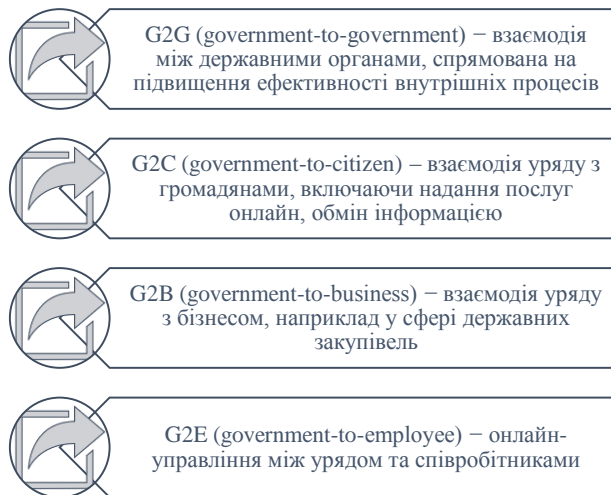 G2G (government-to-government) − взаємодія
між державними органами, спрямована на
підвищення ефективності внутрішніх процесів
G2C (government-to-citizen) – взаємодія уряду з
громадянами, включаючи надання послуг
онлайн, обмін інформацією
G2B (government-to-business) − взаємодія уряду
з бізнесом, наприклад у сфері державних
закупівель
G2E (government-to-employee) − онлайн-
управління між урядом та співробітниками